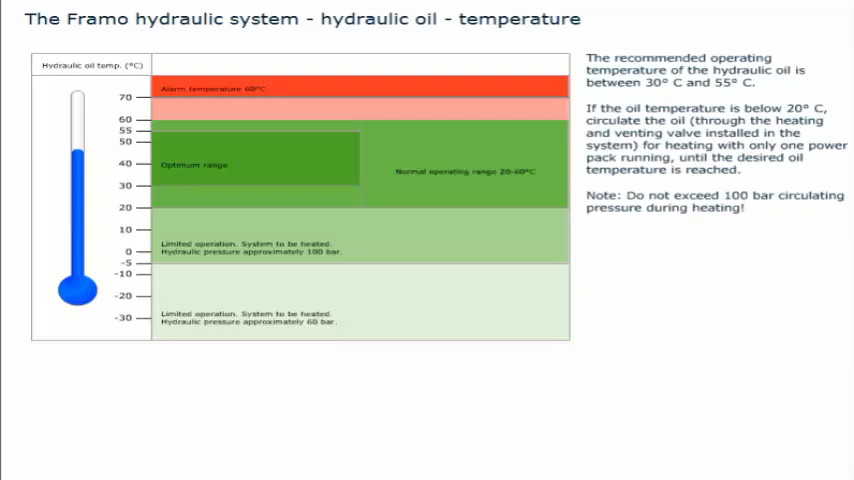 The Framo hydraulic system - hydraulic oil - temperature
Hydraulic oil temp. (°C)
Alarm temperature 60°C
70
60
55
50
40
30
20
10
0
-5
-10
-20
-30
Optimum range
Normal operating range 20-60°C
Limited operation. System to be heated.
Hydraulic pressure approximately 100 bar.
Limited operation. System to be heated.
Hydraulic pressure approximately 60 bar.
The recommended operating
temperature of the hydraulic oil is
between 30° C and 55° C.
If the oil temperature is below 20° C,
circulate the oil (through the heating
and venting valve installed in the
system) for heating with only one power
pack running, until the desired oil
temperature is reached.
Note: Do not exceed 100 bar circulating
pressure during heating!